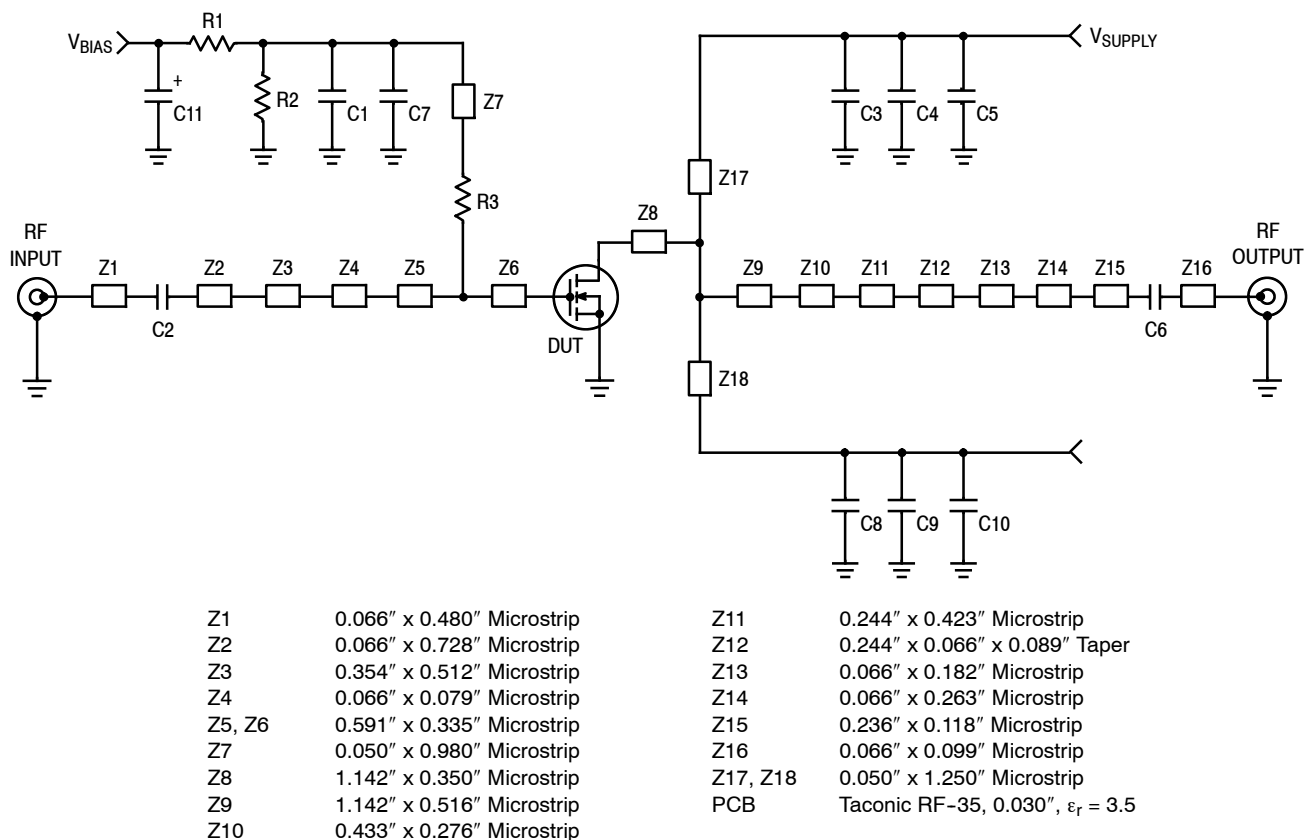 R1
V_BIAS
+
C11
R2
C1
C7
Z7
R3
V_SUPPLY
C3
C4
C5
Z17
Z8
RF
INPUT
Z1
Z2
Z3
Z4
Z5
Z6
C2
DUT
Z9
Z10
Z11
Z12
Z13
Z14
Z15
Z16
C6
RF
OUTPUT
Z18
C8
C9
C10
Z1 0.066″ x 0.480″ Microstrip
Z2 0.066″ x 0.728″ Microstrip
Z3 0.354″ x 0.512″ Microstrip
Z4 0.066″ x 0.079″ Microstrip
Z5, Z6 0.591″ x 0.335″ Microstrip
Z7 0.050″ x 0.980″ Microstrip
Z8 1.142″ x 0.350″ Microstrip
Z9 1.142″ x 0.516″ Microstrip
Z10 0.433″ x 0.276″ Microstrip
Z11 0.244″ x 0.423″ Microstrip
Z12 0.244″ x 0.066″ x 0.089″ Taper
Z13 0.066″ x 0.182″ Microstrip
Z14 0.066″ x 0.263″ Microstrip
Z15 0.236″ x 0.118″ Microstrip
Z16 0.066″ x 0.099″ Microstrip
Z17, Z18 0.050″ x 1.250″ Microstrip
PCB Taconic RF-35, 0.030″, εr = 3.5